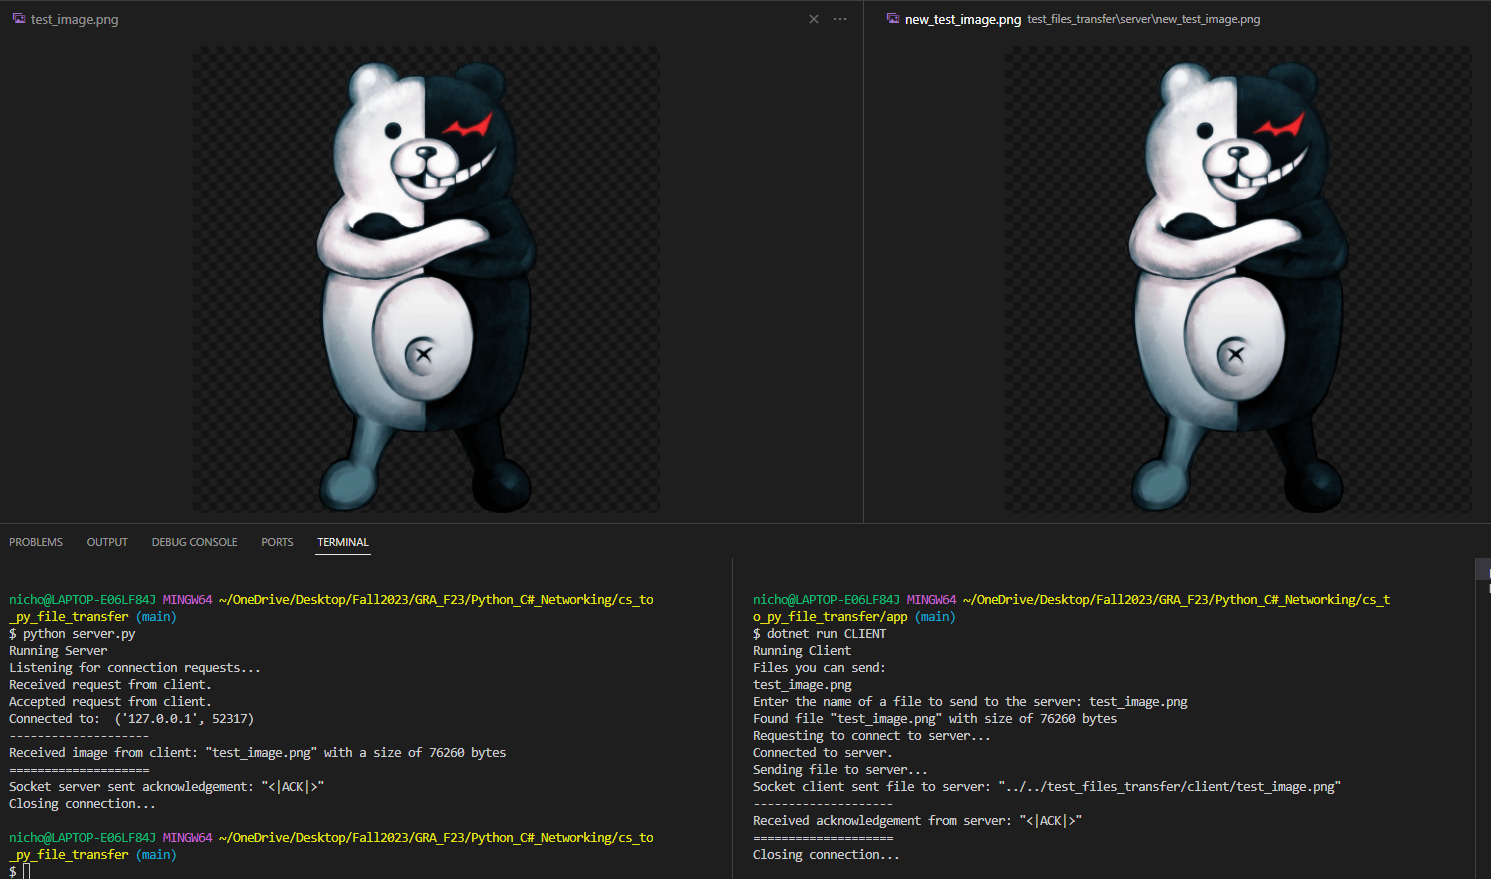 test_image.png
new_test_image.png test_files_transfer\server\new_test_image.png
PROBLEMS OUTPUT DEBUG CONSOLE PORTS TERMINAL
nicho@LAPTOP-E06LF84J MINGW64 ~/OneDrive/Desktop/Fall2023/GRA_F23/Python_C#_Networking/cs_to
_py_file_transfer (main)
$ python server.py
Running Server
Listening for connection requests...
Received request from client.
Accepted request from client.
Connected to:  ('127.0.0.1', 52317)
--------------------
Received image from client: "test_image.png" with a size of 76260 bytes
====================
Socket server sent acknowledgement: "<|ACK|>"
Closing connection...
nicho@LAPTOP-E06LF84J MINGW64 ~/OneDrive/Desktop/Fall2023/GRA_F23/Python_C#_Networking/cs_to
_py_file_transfer (main)
$
nicho@LAPTOP-E06LF84J MINGW64 ~/OneDrive/Desktop/Fall2023/GRA_F23/Python_C#_Networking/cs_t
o_py_file_transfer/app (main)
$ dotnet run CLIENT
Running Client
Files you can send:
test_image.png
Enter the name of a file to send to the server: test_image.png
Found file "test_image.png" with size of 76260 bytes
Requesting to connect to server...
Connected to server.
Sending file to server...
Socket client sent file to server: "../../test_files_transfer/client/test_image.png"
--------------------
Received acknowledgement from server: "<|ACK|>"
====================
Closing connection...